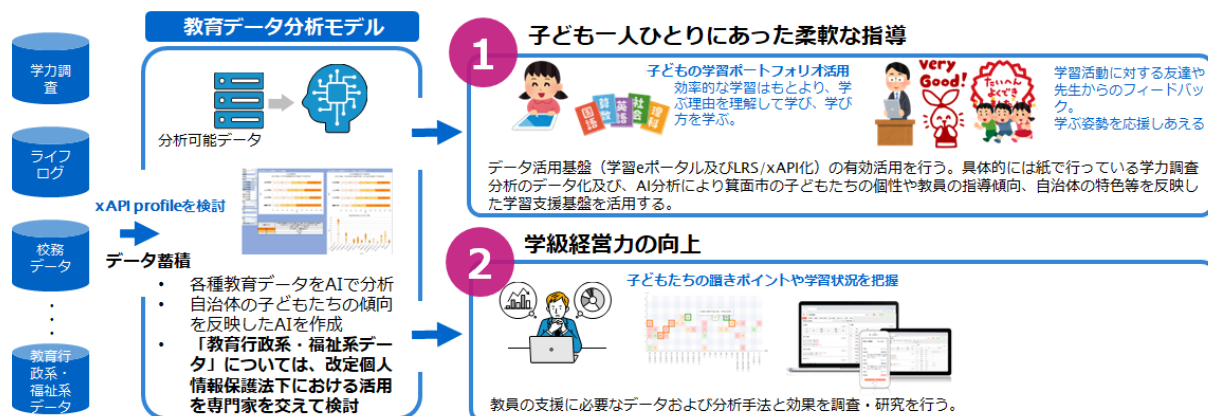 学力調
査
ライフ
ログ
校務
データ
・
・
・
教育行
政系・
福祉系
データ
教育データ分析モデル
分析可能データ
xAPI profileを検討
データ蓄積
• 各種教育データをAIで分析
• 自治体の子どもたちの傾向
を反映したAIを作成
• 「教育行政系・福祉系デー
タ」については、改定個人
情報保護法下における活用
を専門家を交えて検討
1
子ども一人ひとりにあった柔軟な指導
子どもの学習ポートフォリオ活用
効率的な学習はもとより、学
ぶ理由を理解して学び、学び
方を学ぶ。
国語
算数
英語
社会
理科
very
Good!
たいへん
よくでき
学習活動に対する友達や
先生からのフィードバッ
ク。
学ぶ姿勢を応援しあえる
データ活用基盤（学習eポータル及びLRS/xAPI化）の有効活用を行う。具体的には紙で行っている学力調査
分析のデータ化及び、AI分析により箕面市の子どもたちの個性や教員の指導傾向、自治体の特色等を反映し
た学習支援基盤を活用する。
2
学級経営力の向上
子どもたちの躓きポイントや学習状況を把握
教員の支援に必要なデータおよび分析手法と効果を調査・研究を行う。